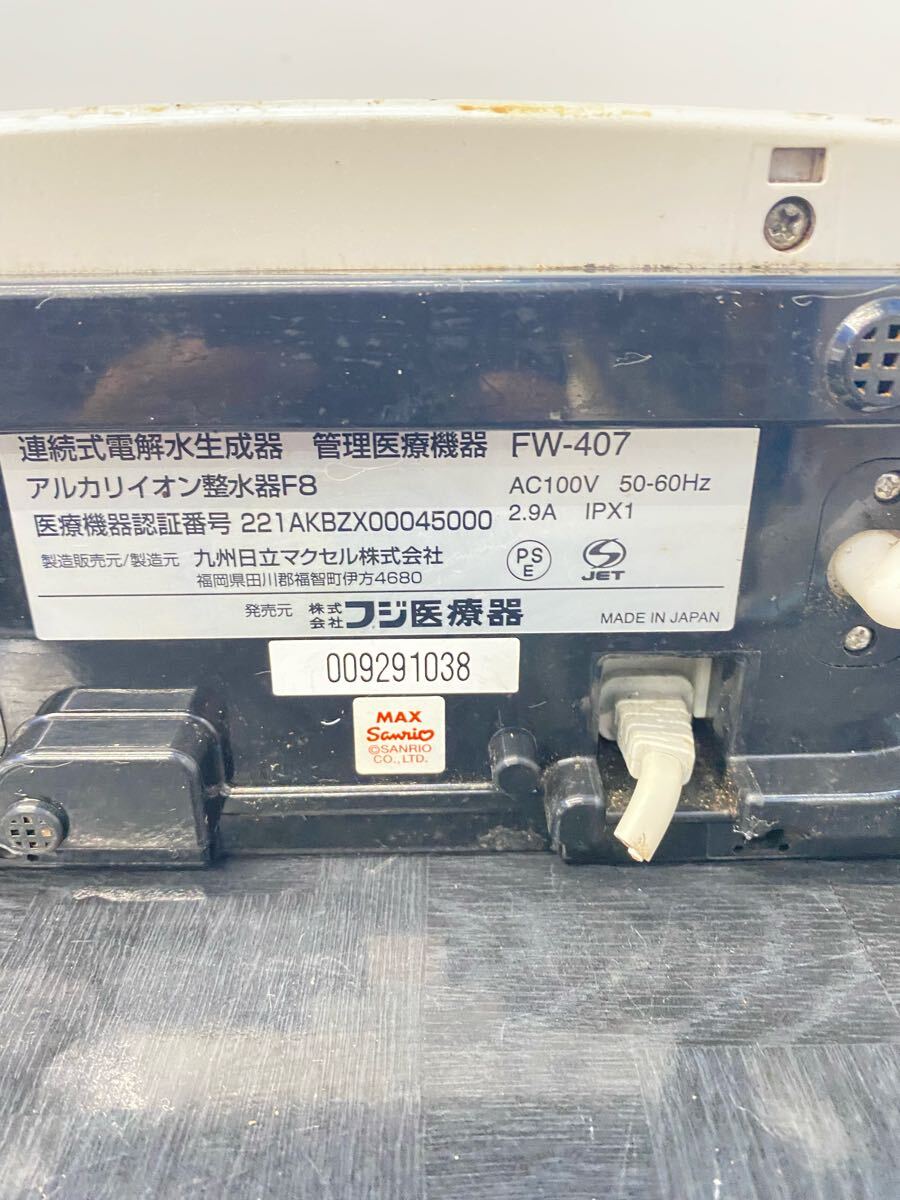 連続式電解水生成器 管理医療機器 FW-407
アルカリイオン整水器F8 AC100V 50-60Hz
医療機器認証番号 221AKBZX00045000 2.9A IPX1
製造販売元/製造元 九州日立マクセル株式会社
福岡県田川郡福智町伊方4680
PS
E
JET
発売元 株式会社 フジ医療器 MADE IN JAPAN
009291038
MAX
Sanrio
©SANRIO
CO.,LTD.